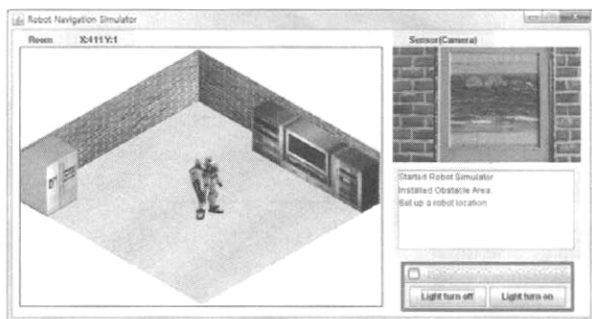 Robot Navigation Simulator
Room X:411 Y:1
Sensor(Camera)
Started Robot Simulator
Installed Obstacle Area
Set up a robot location
Light turn off Light turn on